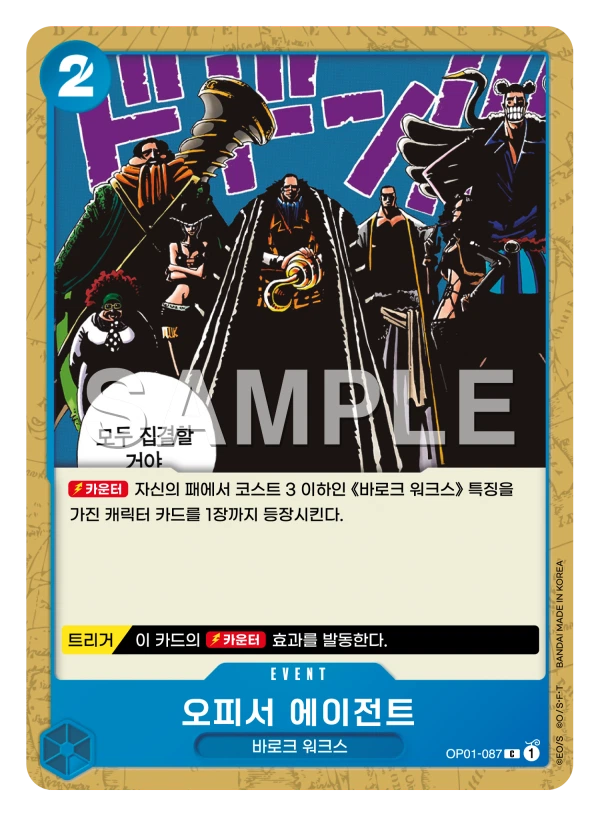 2
ドドーン!!
SAMPLE
모두 집결할
거야
카운터 자신의 패에서 코스트 3 이하인 《바로크 워크스》 특징을
가진 캐릭터 카드를 1장까지 등장시킨다.
트리거 이 카드의 카운터 효과를 발동한다.
EVENT
오피서 에이전트
바로크 워크스
OP01-087 C 1
©E.O/S ©O/S·F·T BANDAI MADE IN KOREA